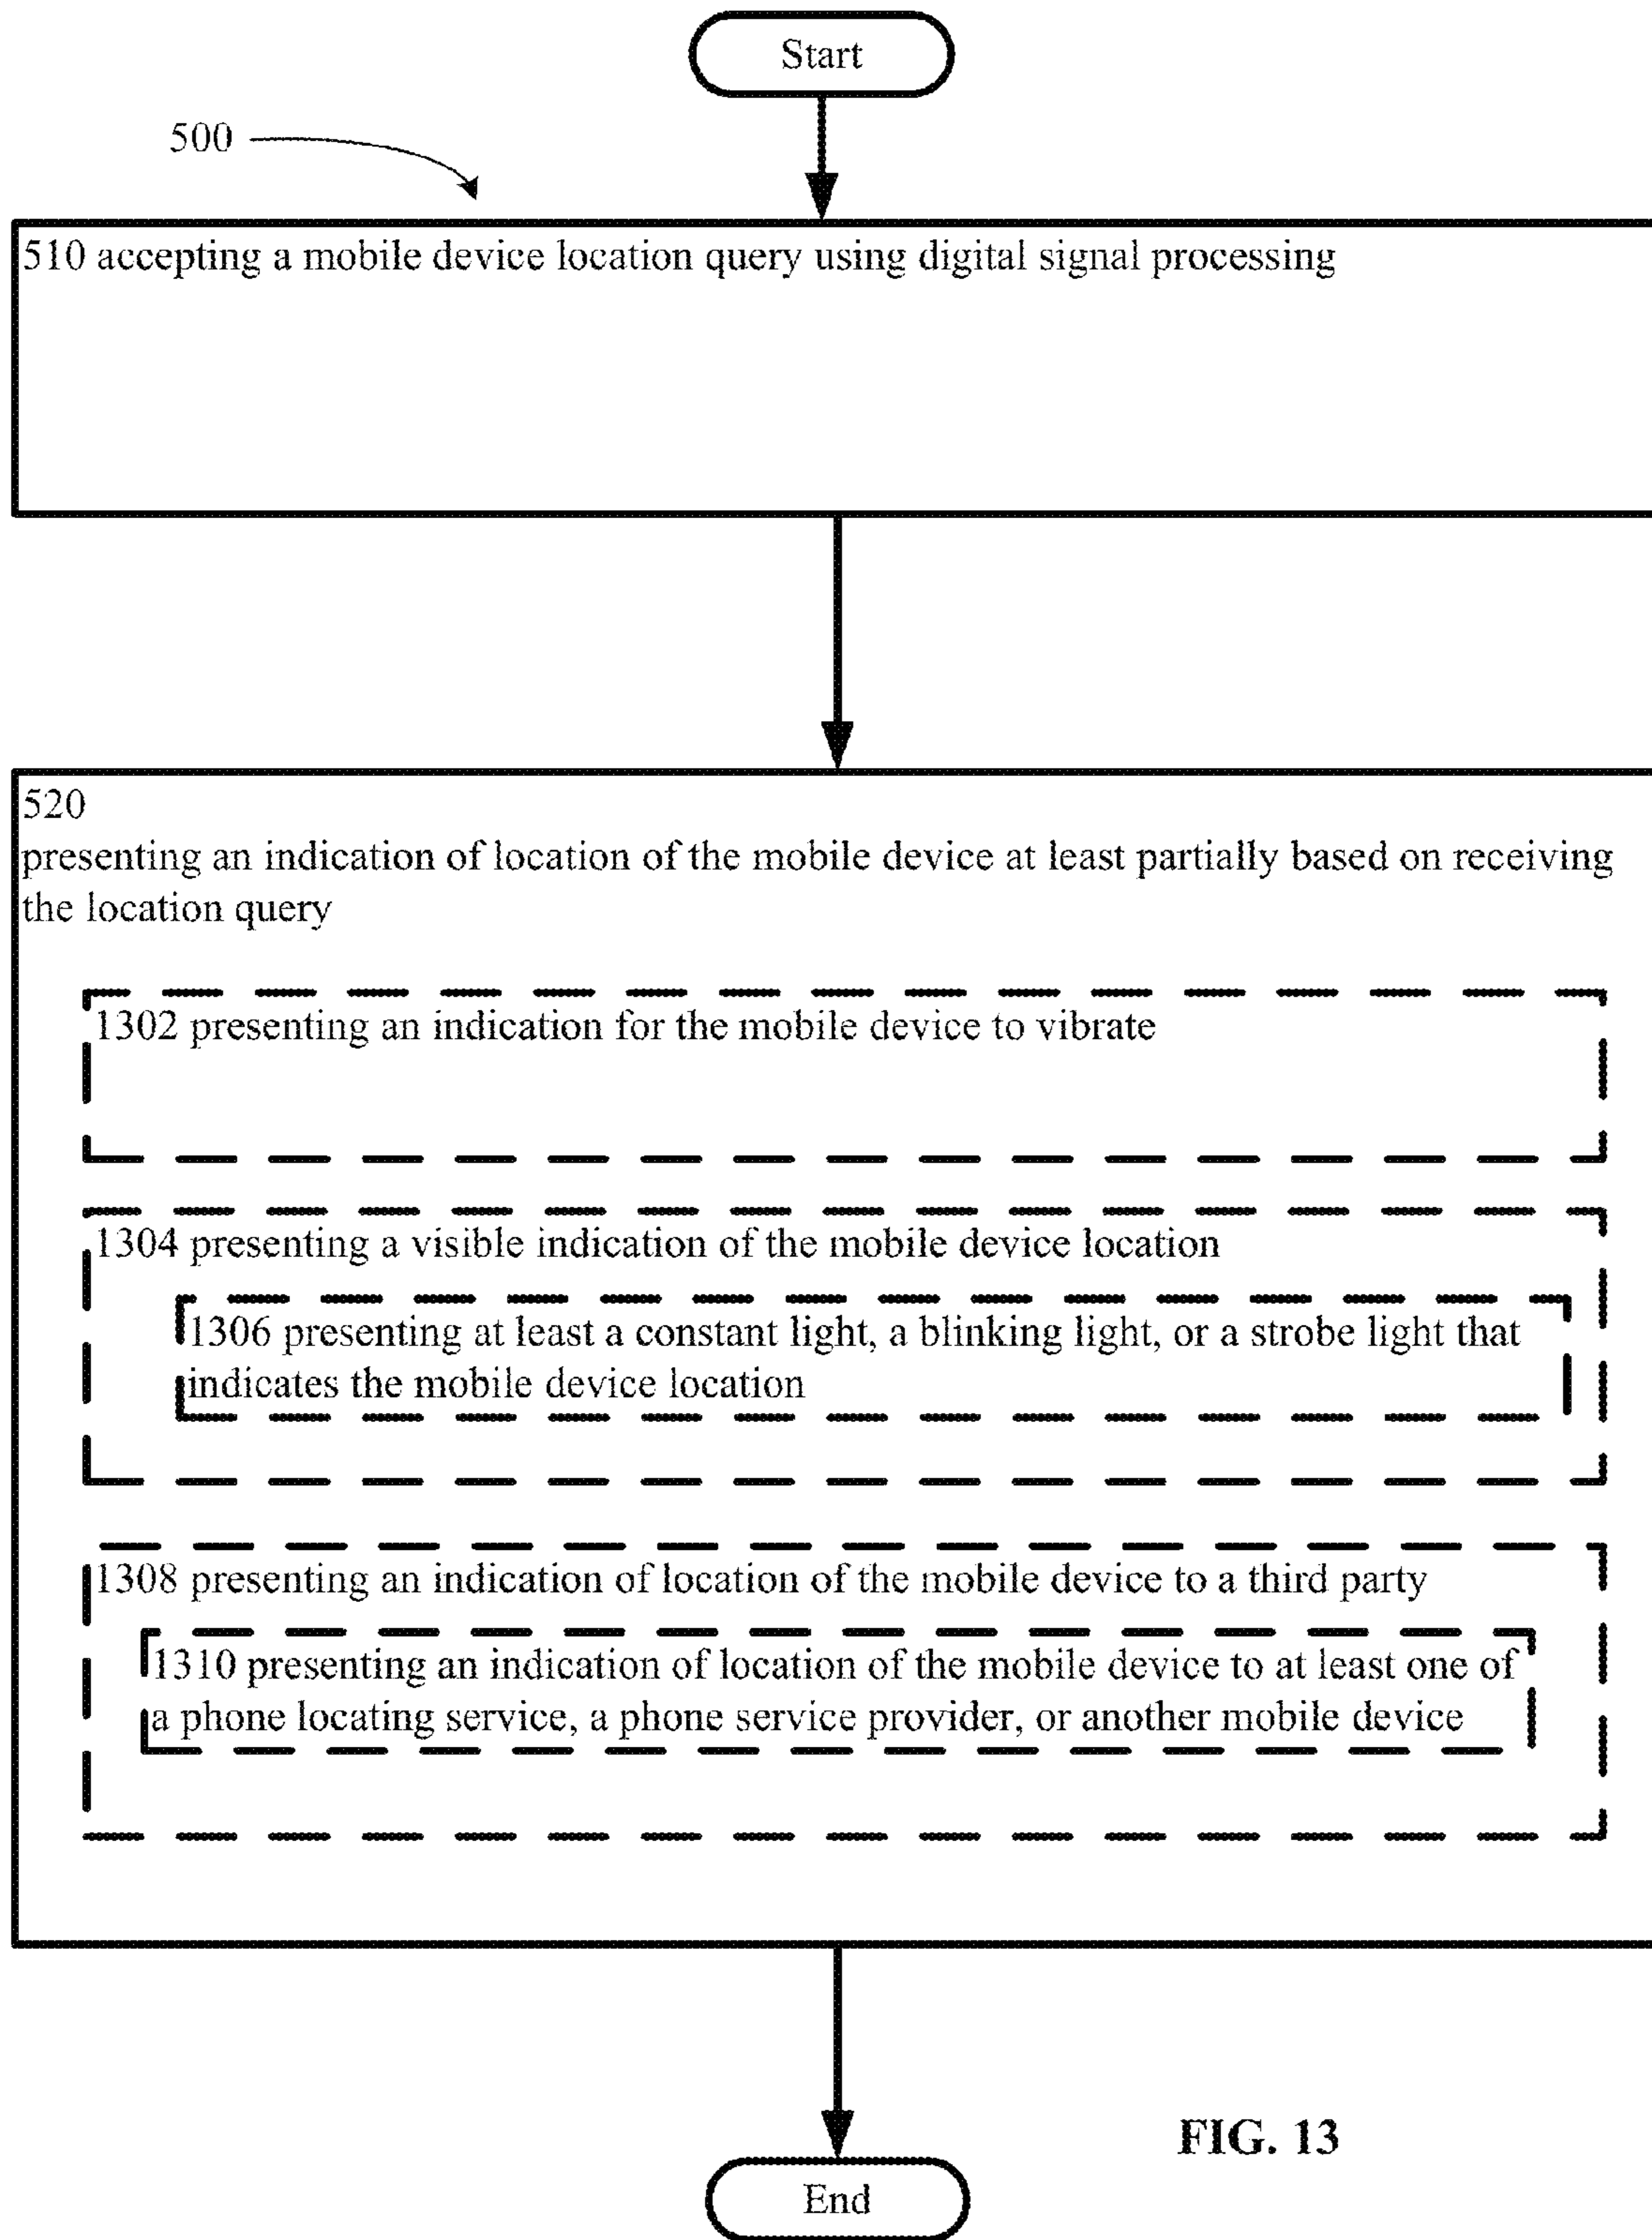 Start
500
510 accepting a mobile device location query using digital signal processing
520
presenting an indication of location of the mobile device at least partially based on receiving
the location query
1302 presenting an indication for the mobile device to vibrate
1304 presenting a visible indication of the mobile device location
1306 presenting at least a constant light, a blinking light, or a strobe light that
indicates the mobile device location
1308 presenting an indication of location of the mobile device to a third party
1310 presenting an indication of location of the mobile device to at least one of
a phone locating service, a phone service provider, or another mobile device
FIG. 13
End